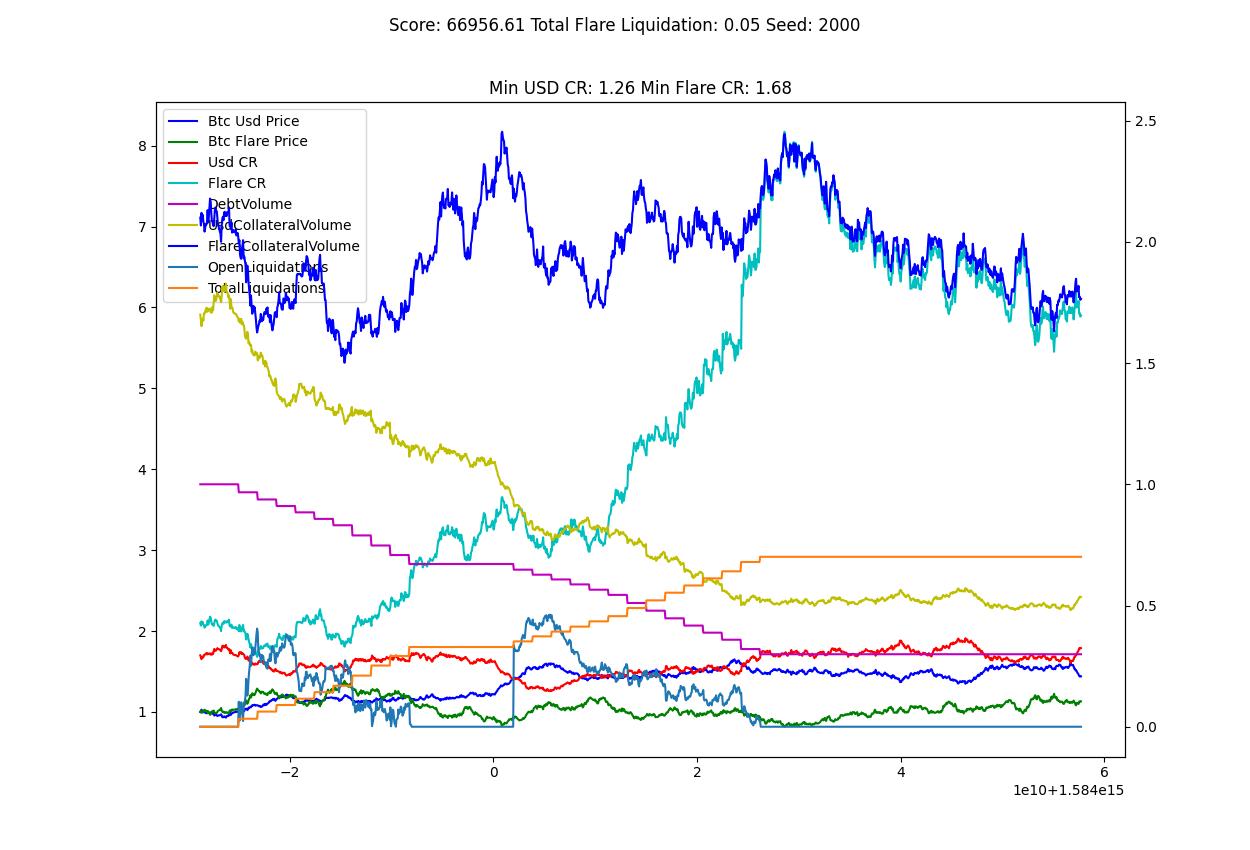 Score: 66956.61 Total Flare Liquidation: 0.05 Seed: 2000
Min USD CR: 1.26 Min Flare CR: 1.68
Btc Usd Price
Btc Flare Price
Usd CR
Flare CR
DebtVolume
UsdCollateralVolume
FlareCollateralVolume
OpenLiquidations
TotalLiquidations
8
7
6
5
4
3
2
1
2.5
2.0
1.5
1.0
0.5
0.0
−2
0
2
4
6
1e10+1.584e15